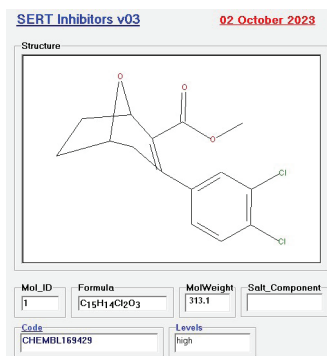 SERT Inhibitors v03 02 October 2023
Structure
O
O
O
Cl
Cl
Mol_ID Formula MolWeight Salt_Component
1 C15H14Cl2O3 313.1
Code Levels
CHEMBL169429 high